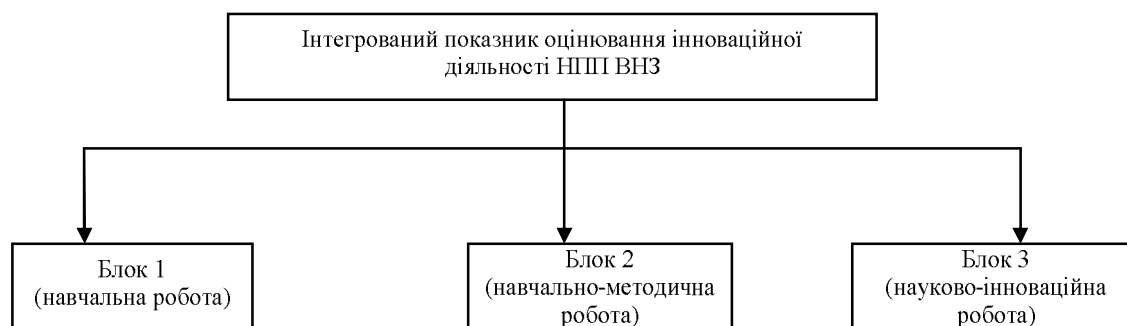 Інтегрований показник оцінювання інноваційної
діяльності НПП ВНЗ
Блок 1
(навчальна робота)
Блок 2
(навчально-методична
робота)
Блок 3
(науково-інноваційна
робота)